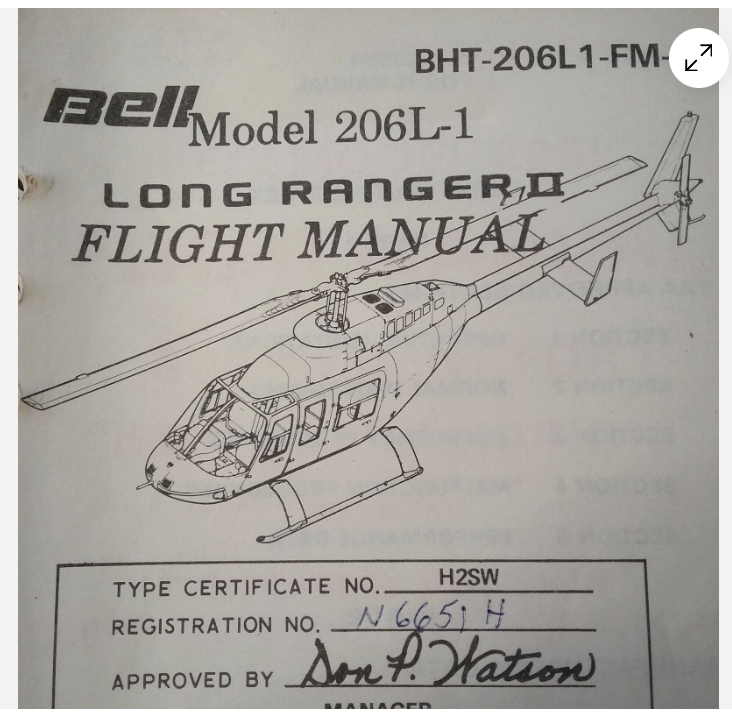 BHT-206L1-FM-
Bell
Model 206L-1
LONG RANGER II
FLIGHT MANUAL
TYPE CERTIFICATE NO. H2SW
REGISTRATION NO. N6651H
APPROVED BY Don P. Watson
MANAGER